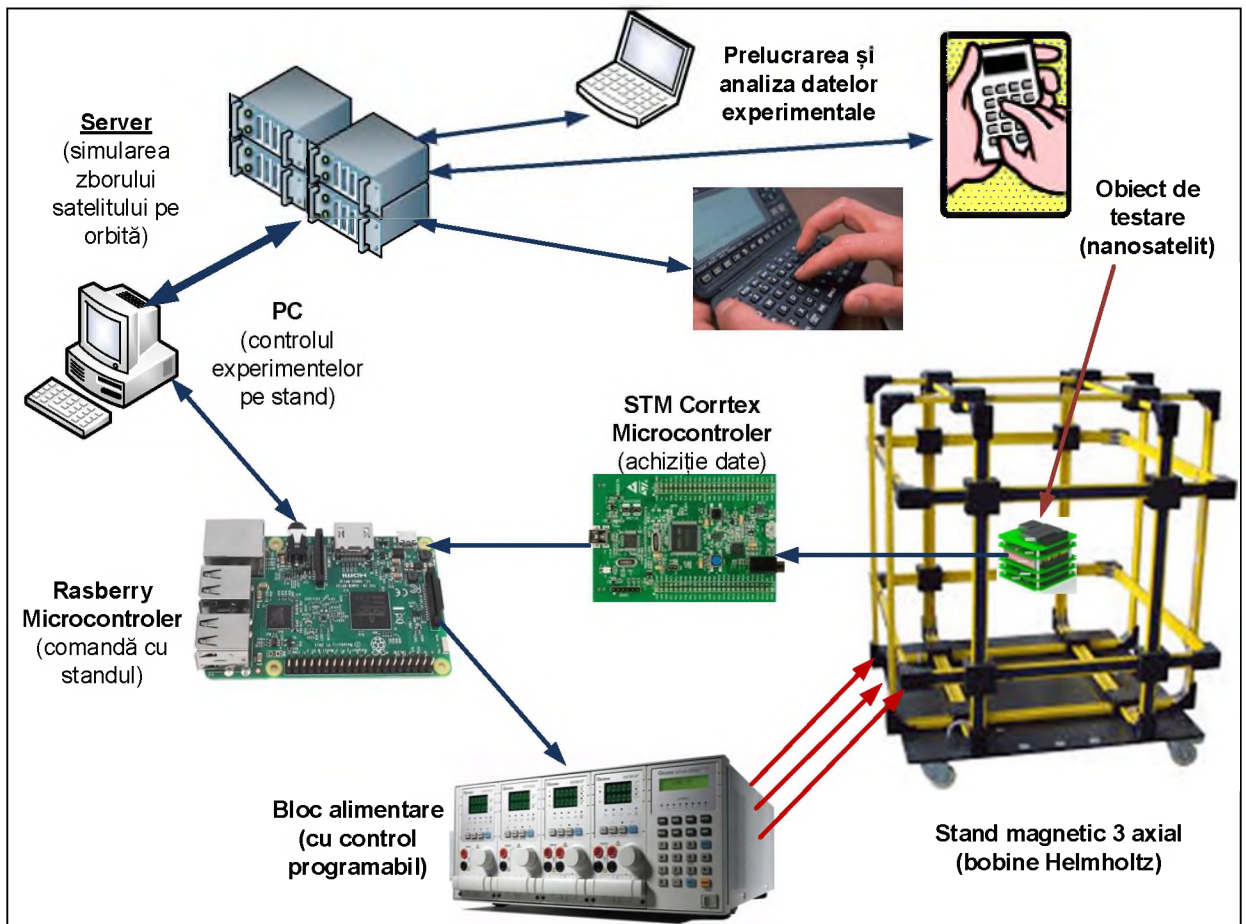 Server
(simularea
zborului
satelitului pe
orbită)
Prelucrarea și
analiza datelor
experimentale
Obiect de
testare
(nanosatelit)
PC
(controlul
experimentelor
pe stand)
STM Corrtex
Microcontroler
(achiziție date)
Rasberry
Microcontroler
(comandă cu
standul)
HDMI
Bloc alimentare
(cu control
programabil)
Stand magnetic 3 axial
(bobine Helmholtz)